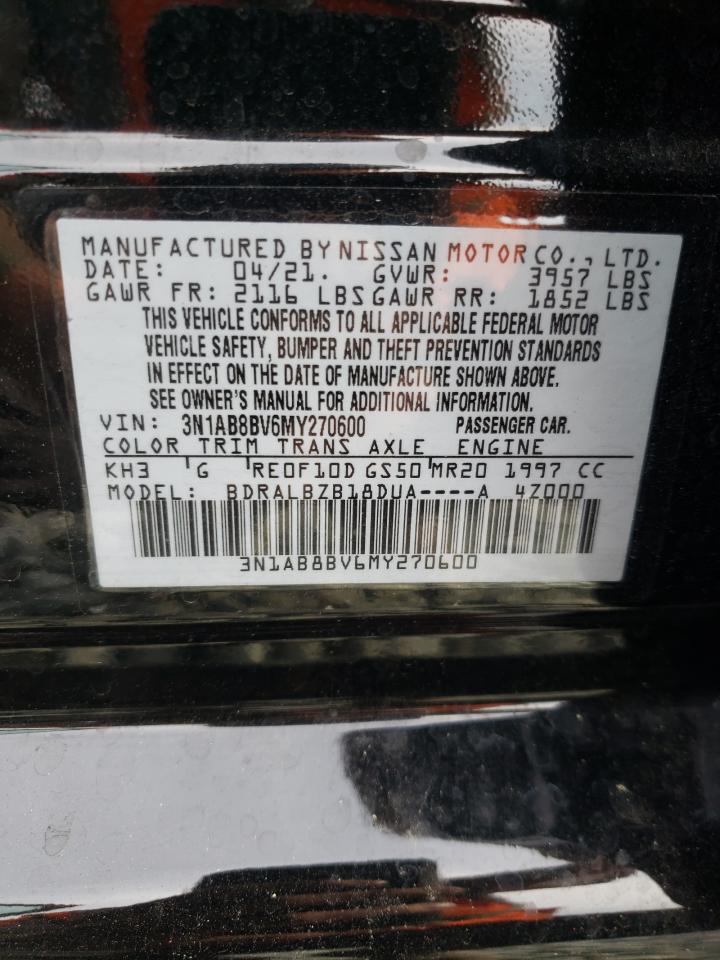 MANUFACTURED BY NISSAN MOTOR CO., LTD.
DATE: 04/21. GVWR: 3957 LBS
GAWR FR: 2116 LBS GAWR RR: 1852 LBS
THIS VEHICLE CONFORMS TO ALL APPLICABLE FEDERAL MOTOR
VEHICLE SAFETY, BUMPER AND THEFT PREVENTION STANDARDS
IN EFFECT ON THE DATE OF MANUFACTURE SHOWN ABOVE.
SEE OWNER'S MANUAL FOR ADDITIONAL INFORMATION.
VIN: 3N1AB8BV6MY270600 PASSENGER CAR.
COLOR TRIM TRANS AXLE ENGINE
KH3 G RE0F10D GS50 MR20 1997 CC
MODEL: BDRALBZB18DUA----A 4Z000
3N1AB8BV6MY270600